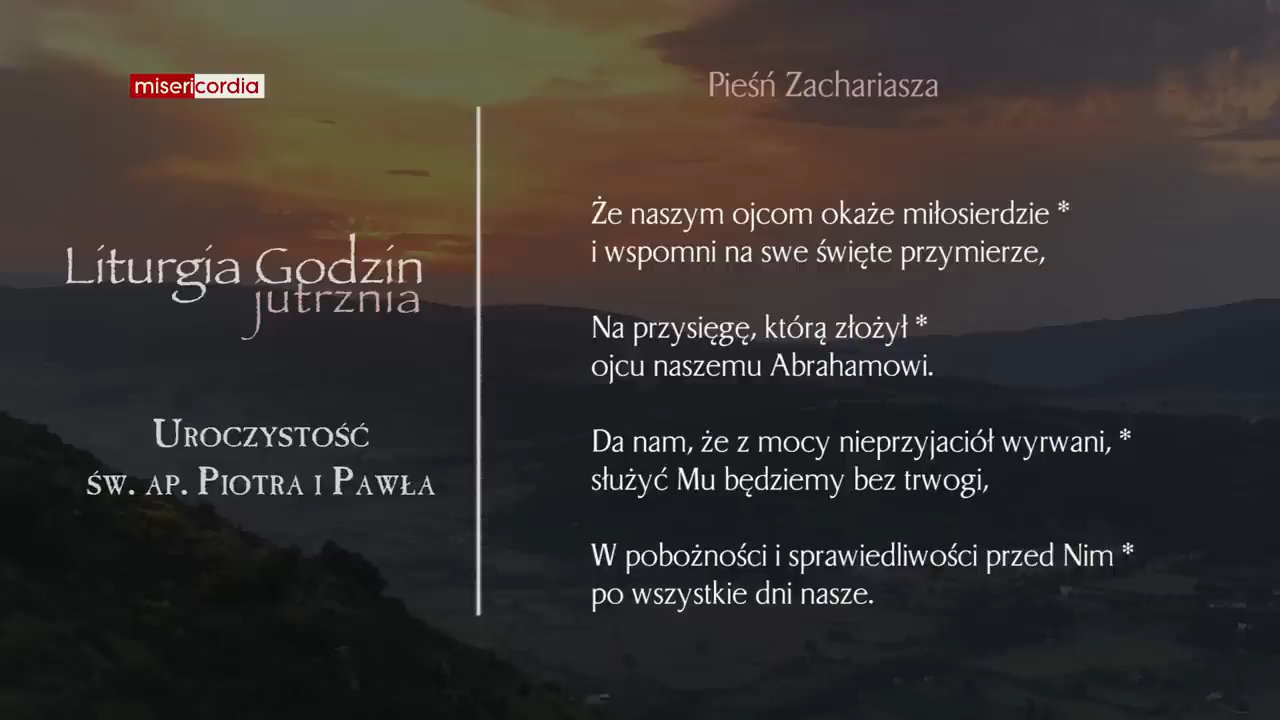 misericordia
Pieśń Zachariasza
Liturgia Godzin
jutrznia
Uroczystość
św. ap. Piotra i Pawła
Że naszym ojcom okaże miłosierdzie *
i wspomni na swe święte przymierze,
Na przysięgę, którą złożył *
ojcu naszemu Abrahamowi.
Da nam, że z mocy nieprzyjaciół wyrwani, *
służyć Mu będziemy bez trwogi,
W pobożności i sprawiedliwości przed Nim *
po wszystkie dni nasze.